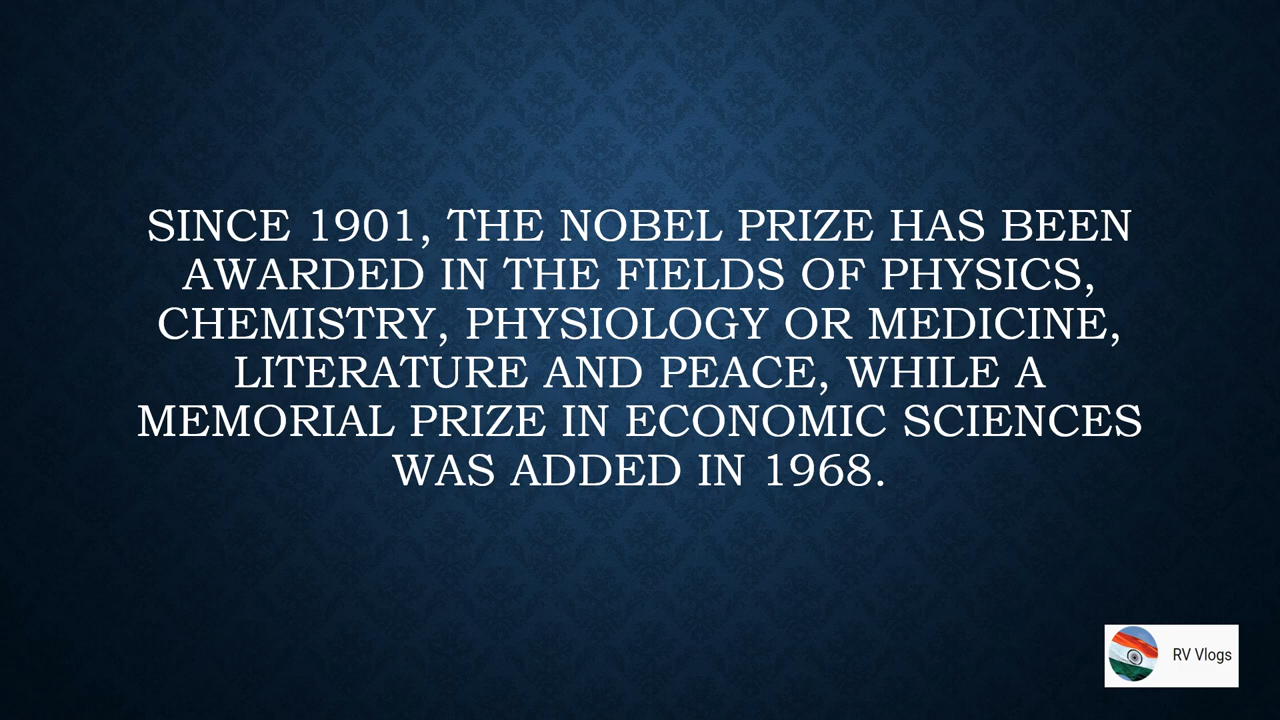 SINCE 1901, THE NOBEL PRIZE HAS BEEN
AWARDED IN THE FIELDS OF PHYSICS,
CHEMISTRY, PHYSIOLOGY OR MEDICINE,
LITERATURE AND PEACE, WHILE A
MEMORIAL PRIZE IN ECONOMIC SCIENCES
WAS ADDED IN 1968.
RV Vlogs